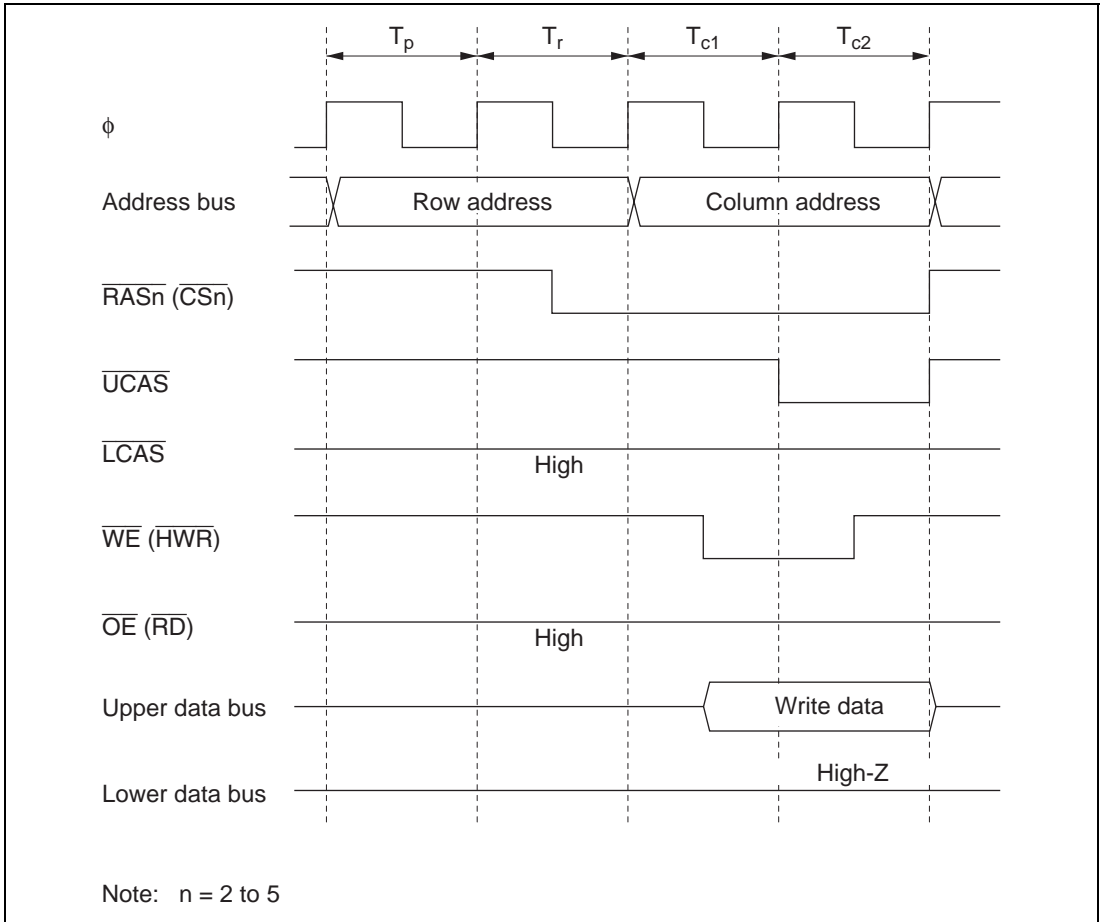 Tp Tr Tc1 Tc2
φ
Address bus Row address Column address
RASn (CSn)
UCAS
LCAS
High
WE (HWR)
OE (RD)
High
Upper data bus Write data
High-Z
Lower data bus
Note: n = 2 to 5